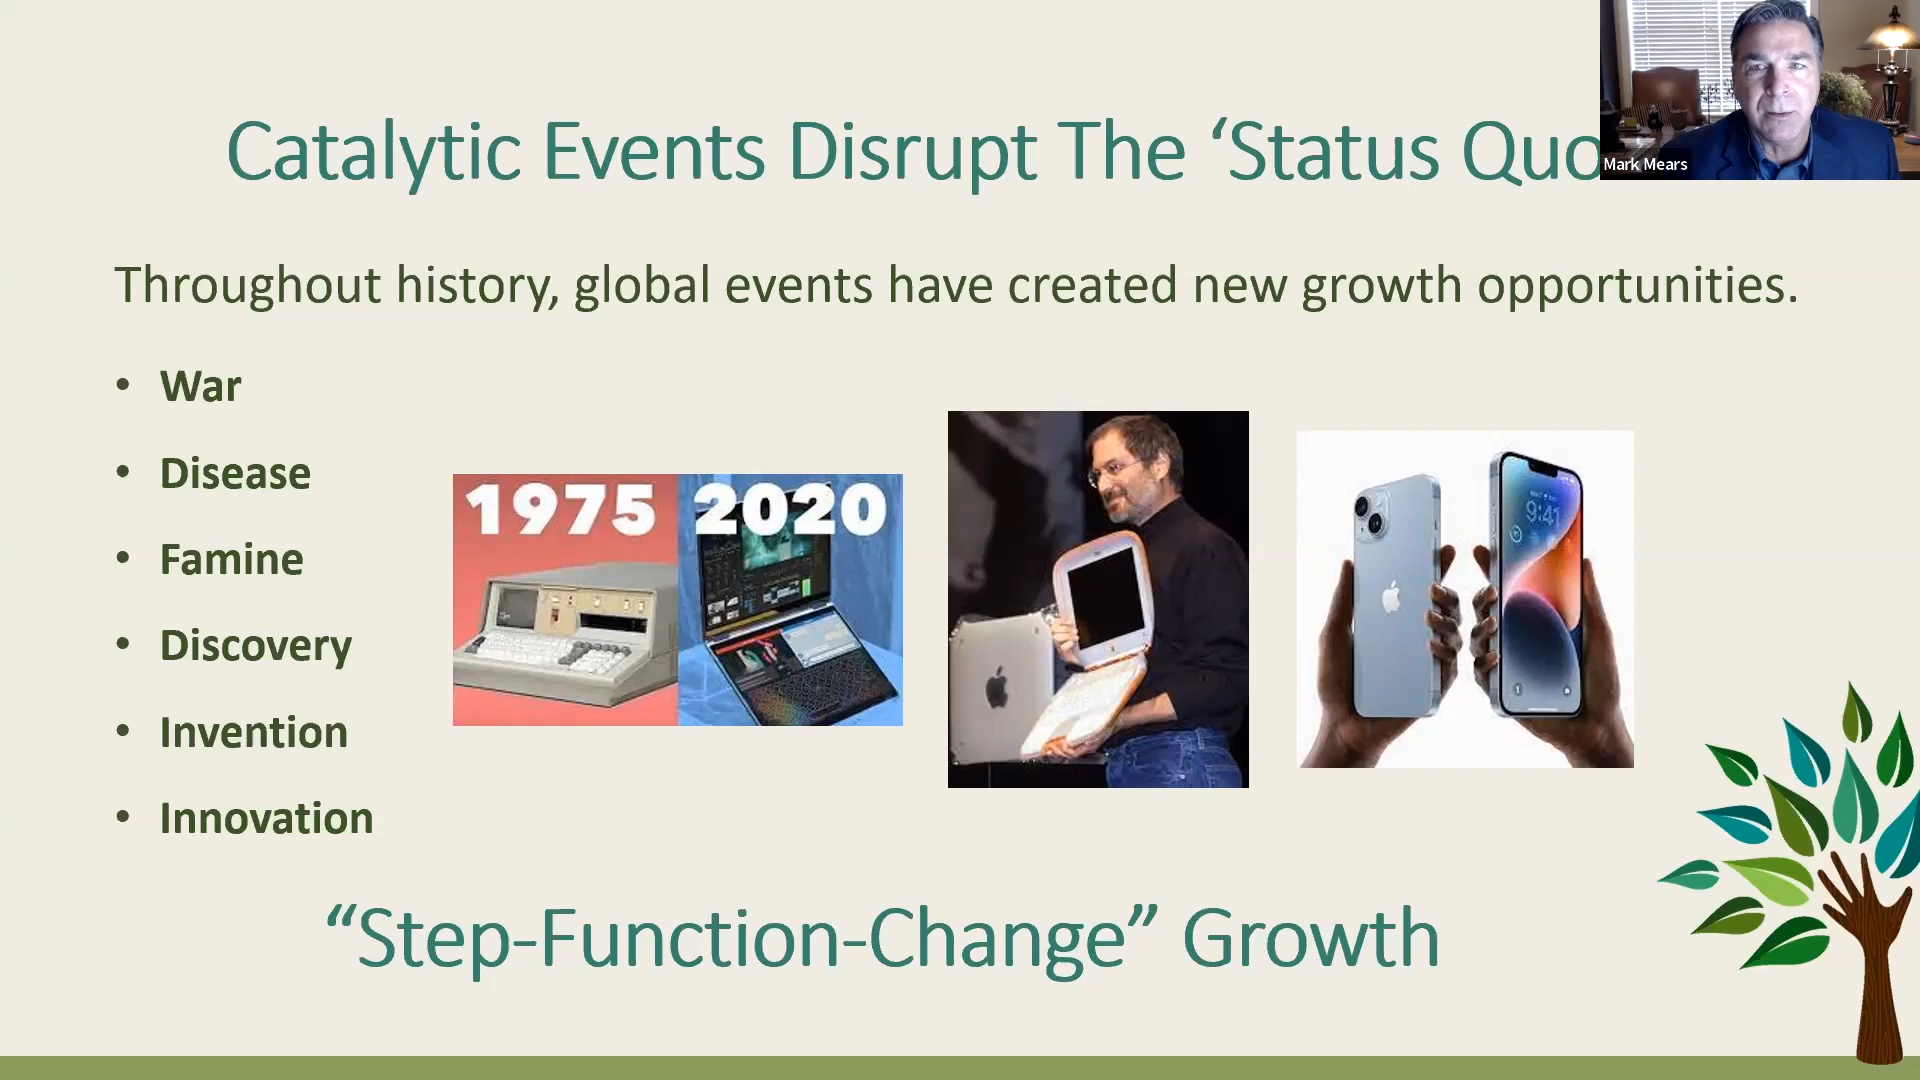 Catalytic Events Disrupt The ‘Status Quo
Mark Mears
Throughout history, global events have created new growth opportunities.
• War
• Disease
• Famine
• Discovery
• Invention
• Innovation
1975 2020
9:41
“Step-Function-Change” Growth